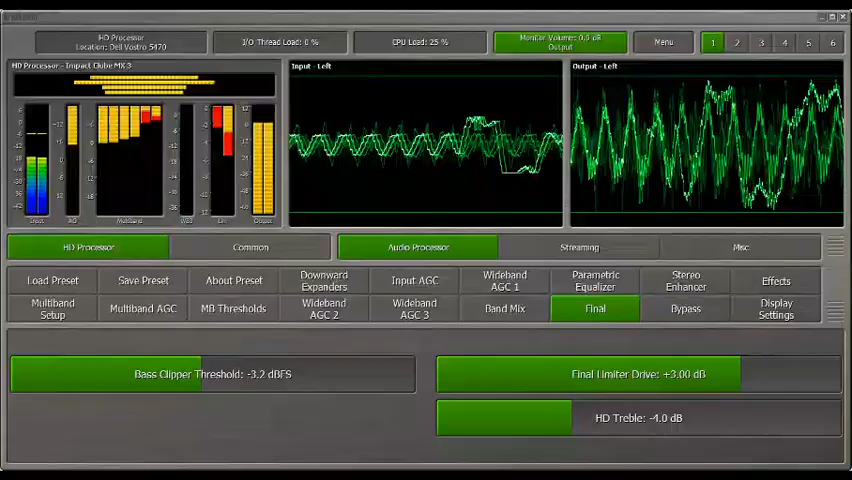 HD Processor
Location: Dell Vostro 5470
I/O Thread Load: 0 %
CPU Load: 25 %
Monitor Volume: 0.0 dB
Output
Menu
1 2 3 4 5 6
HD Processor - Impact Clube MX 3
Input - Left
Output - Left
Input
Multiband
Output
HD Processor
Common
Audio Processor
Streaming
Misc
Load Preset
Save Preset
About Preset
Downward
Expanders
Input AGC
Wideband
AGC 1
Parametric
Equalizer
Stereo
Enhancer
Effects
Multiband
Setup
Multiband AGC
MB Thresholds
Wideband
AGC 2
Wideband
AGC 3
Band Mix
Final
Bypass
Display
Settings
Bass Clipper Threshold: -3.2 dBFS
Final Limiter Drive: +3.00 dB
HD Treble: -4.0 dB